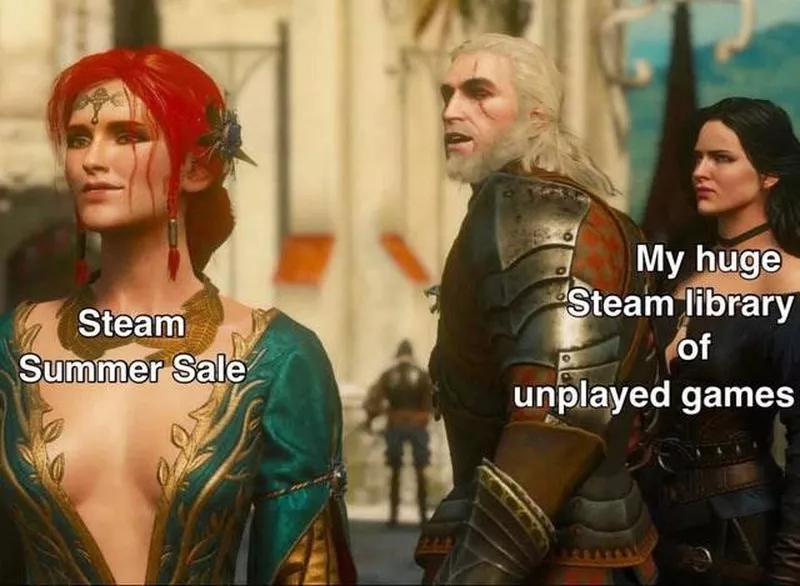 Steam
Summer Sale
My huge
Steam library
of
unplayed games